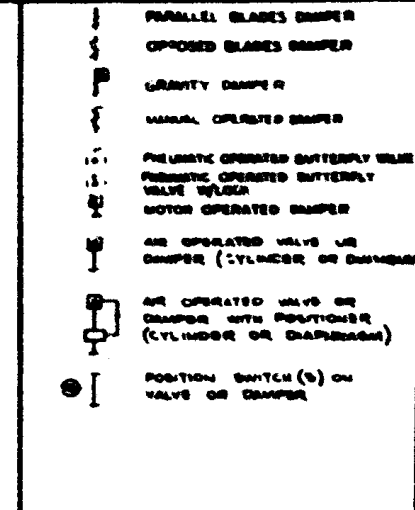 PARALLEL BLADES DAMPER
OPPOSED BLADES DAMPER
GRAVITY DAMPER
MANUAL OPERATED DAMPER
PNEUMATIC OPERATED BUTTERFLY VALVE
PNEUMATIC OPERATED BUTTERFLY
VALVE W/LOCK
MOTOR OPERATED DAMPER
AIR OPERATED VALVE OR
DAMPER (CYLINDER OR DIAPHRAGM
AIR OPERATED VALVE OR
DAMPER WITH POSITIONER
(CYLINDER OR DIAPHRAGM)
POSITION SWITCH(S) ON
VALVE OR DAMPER